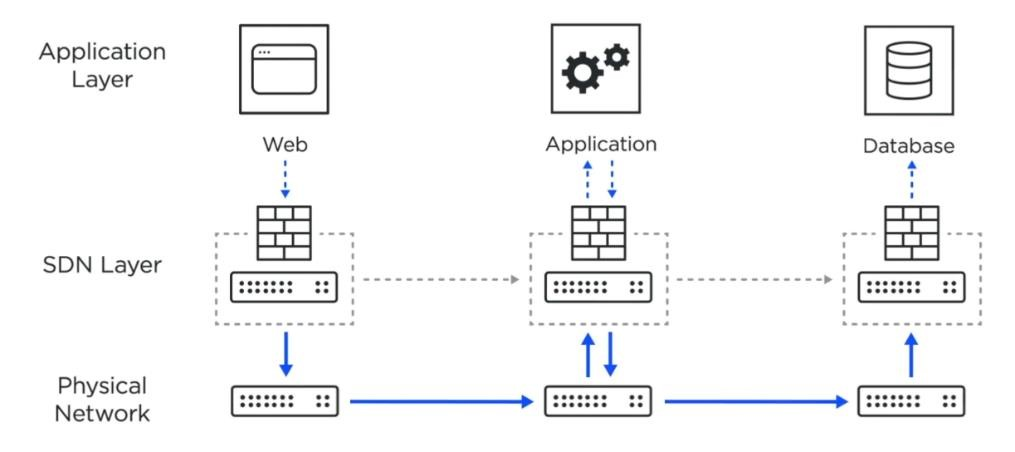 Application
Layer
Web
Application
Database
SDN Layer
Physical
Network